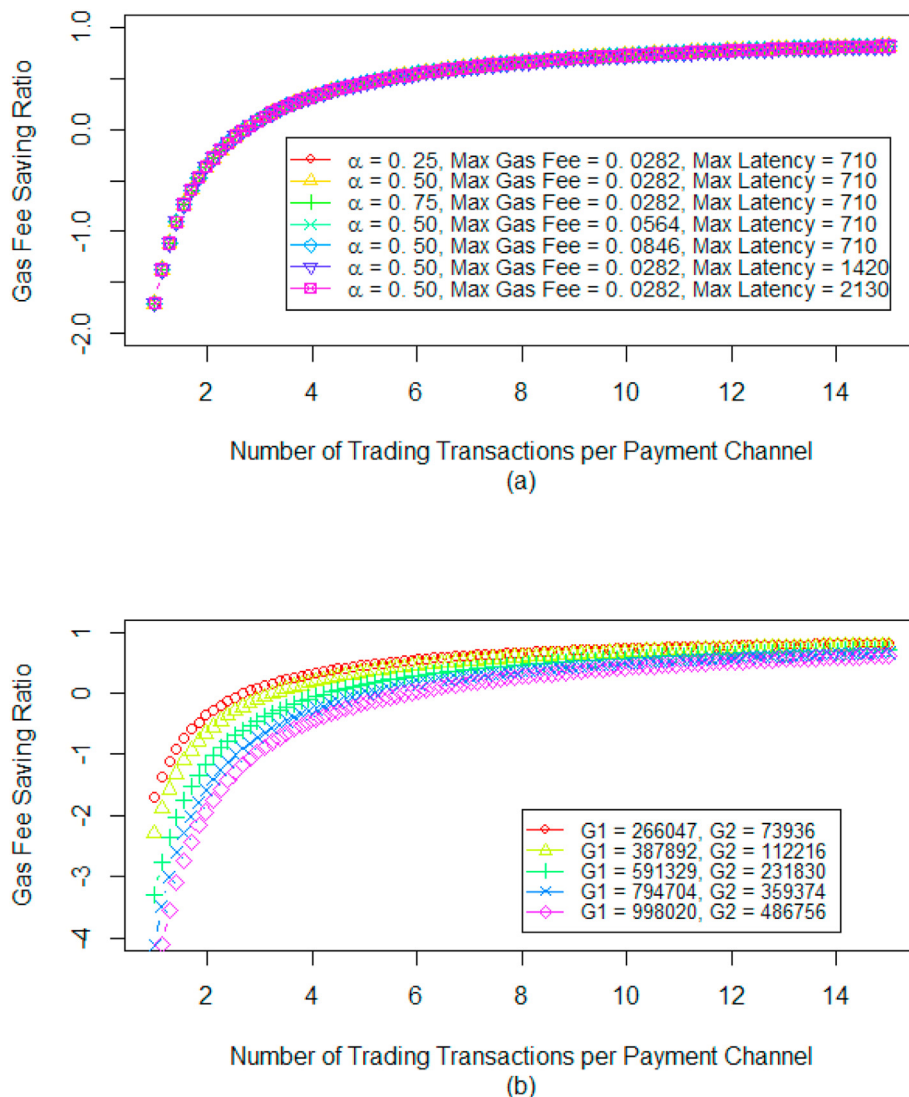 Gas Fee Saving Ratio
1.0
0.0
-1.0
-2.0
α = 0. 25, Max Gas Fee = 0. 0282, Max Latency = 710
α = 0. 50, Max Gas Fee = 0. 0282, Max Latency = 710
α = 0. 75, Max Gas Fee = 0. 0282, Max Latency = 710
α = 0. 50, Max Gas Fee = 0. 0564, Max Latency = 710
α = 0. 50, Max Gas Fee = 0. 0846, Max Latency = 710
α = 0. 50, Max Gas Fee = 0. 0282, Max Latency = 1420
α = 0. 50, Max Gas Fee = 0. 0282, Max Latency = 2130
2 4 6 8 10 12 14
Number of Trading Transactions per Payment Channel
(a)
Gas Fee Saving Ratio
1
0
-1
-2
-3
-4
G1 = 266047, G2 = 73936
G1 = 387892, G2 = 112216
G1 = 591329, G2 = 231830
G1 = 794704, G2 = 359374
G1 = 998020, G2 = 486756
2 4 6 8 10 12 14
Number of Trading Transactions per Payment Channel
(b)